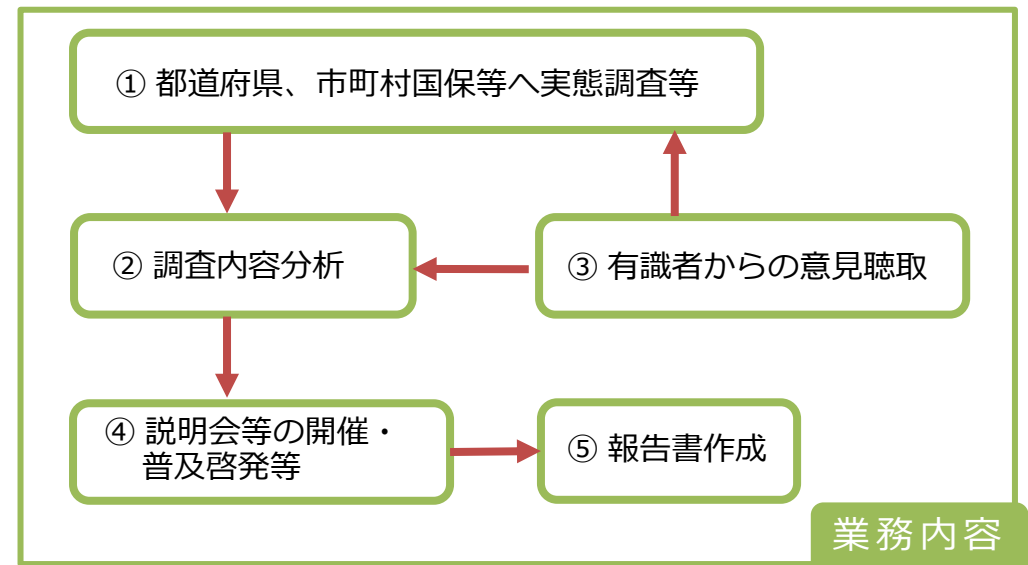 ① 都道府県、市町村国保等へ実態調査等
② 調査内容分析
③ 有識者からの意見聴取
④ 説明会等の開催・
普及啓発等
⑤ 報告書作成
業務内容